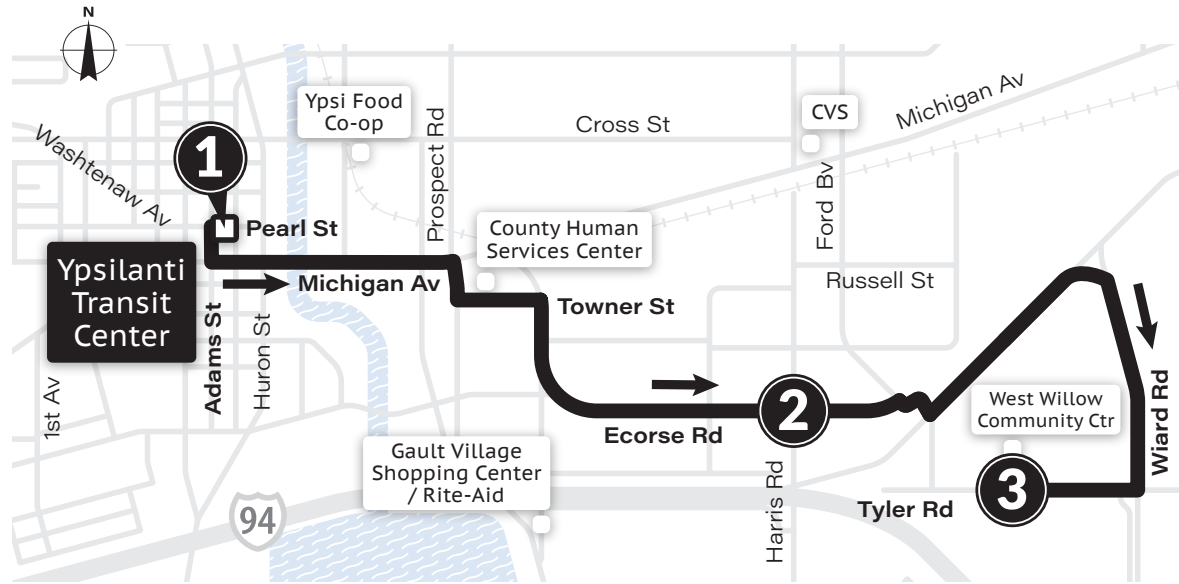 N
Ypsi Food
Co-op
CVS
Michigan Av
Cross St
Washtenaw Av
1
Prospect Rd
Ford Bv
Pearl St
County Human
Services Center
Ypsilanti
Transit
Center
Michigan Av
Russell St
Towner St
Adams St
Huron St
1st Av
2
West Willow
Community Ctr
Wiard Rd
Ecorse Rd
Gault Village
Shopping Center
/ Rite-Aid
Harris Rd
3
Tyler Rd
94